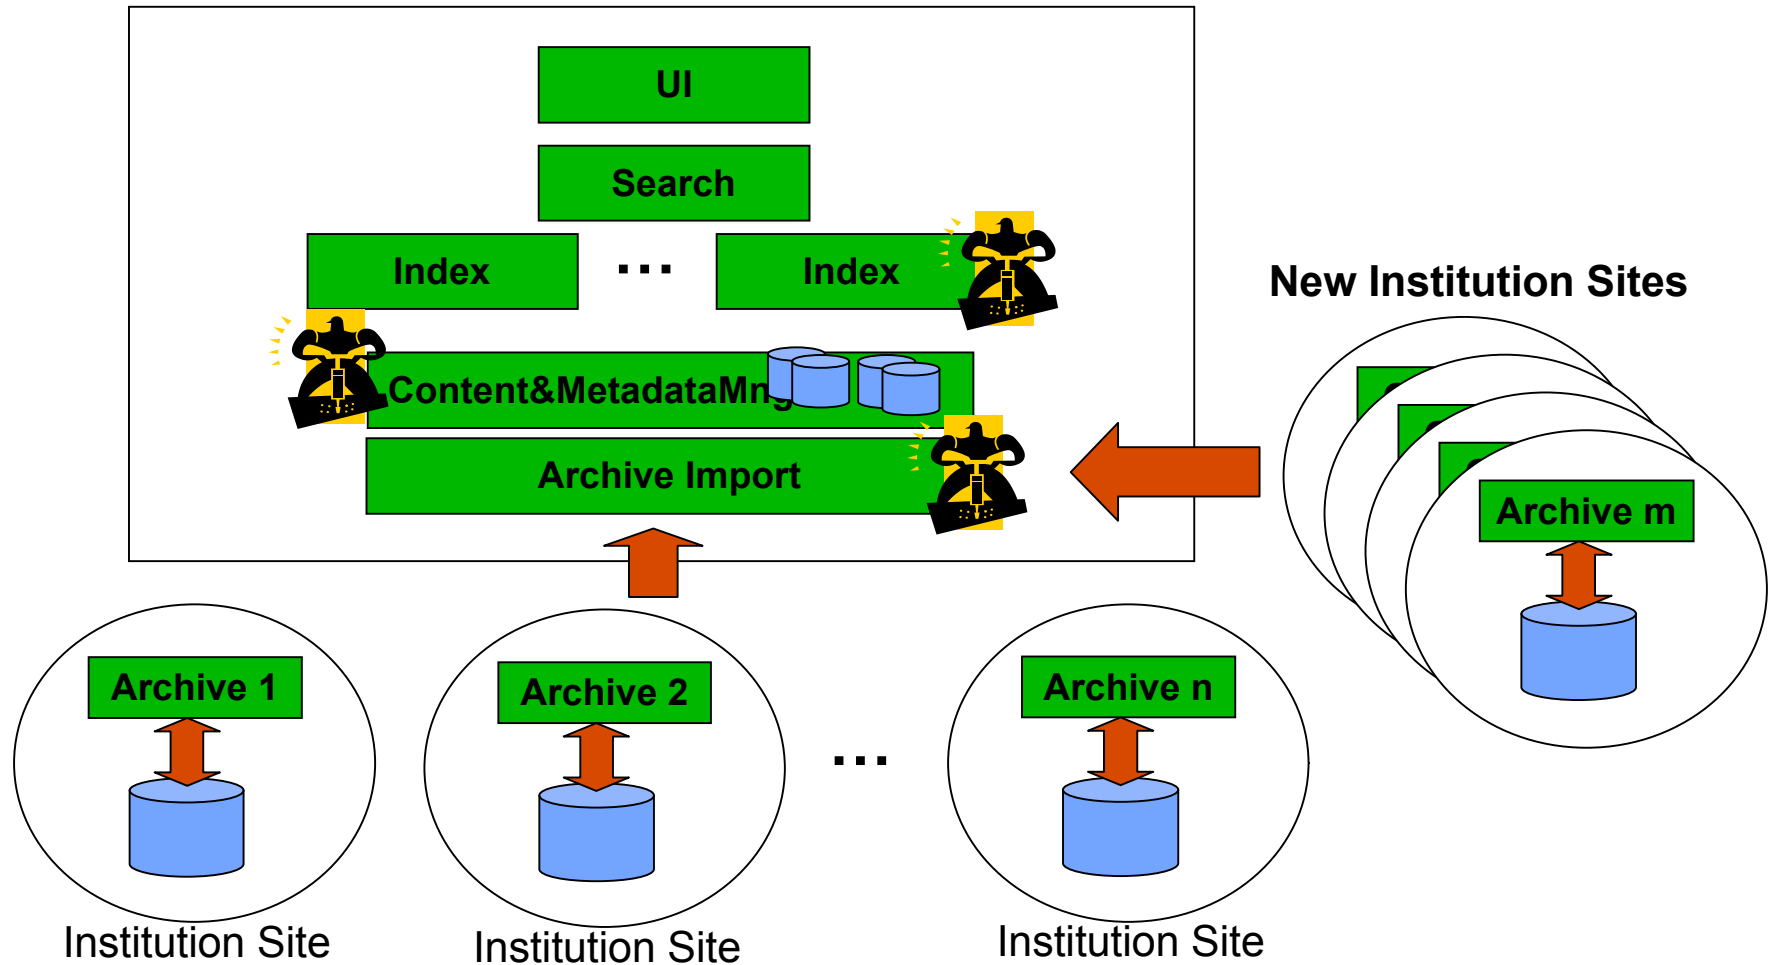 UI
Search
Index
...
Index
New Institution Sites
Content&MetadataMng
Archive Import
Archive m
Archive 1
Archive 2
...
Archive n
Institution Site
Institution Site
Institution Site